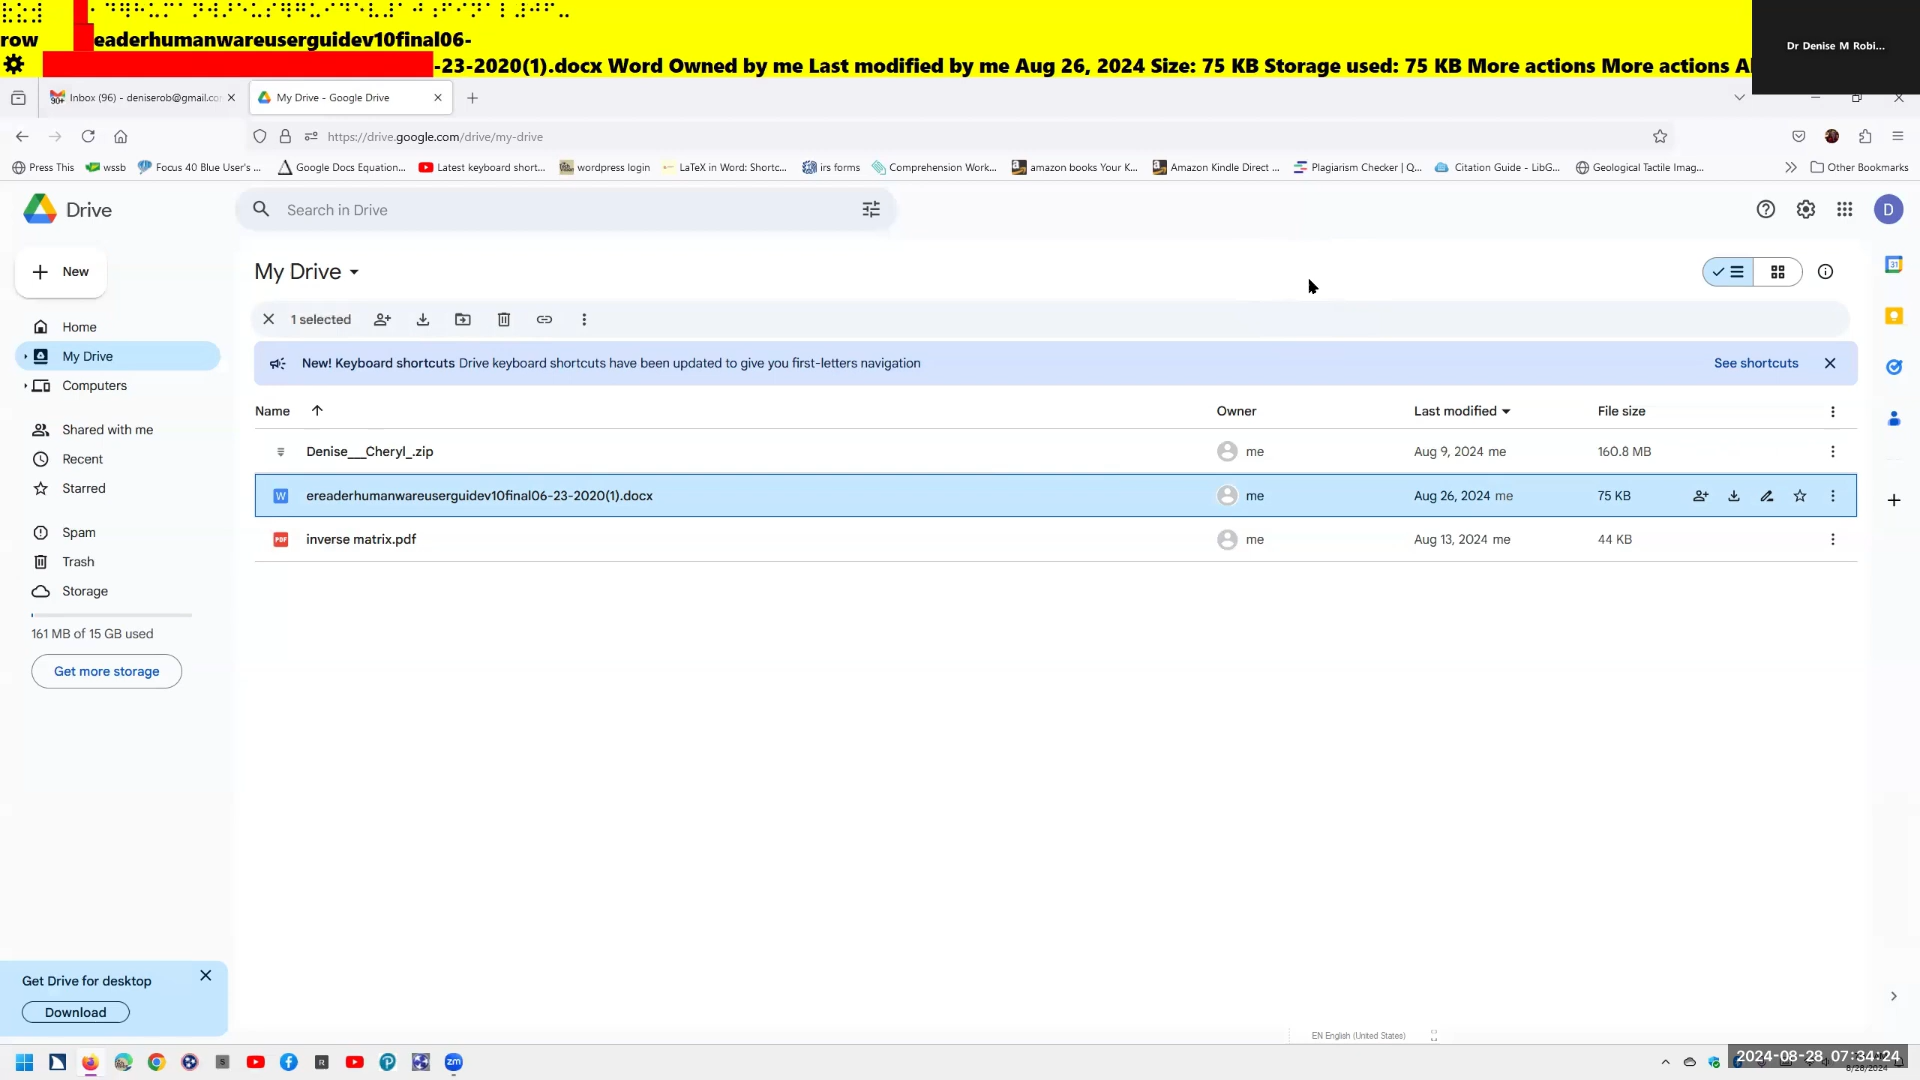 row eaderhumanwareuserguidev10final06-
-23-2020(1).docx Word Owned by me Last modified by me Aug 26, 2024 Size: 75 KB Storage used: 75 KB More actions More actions
Dr Denise M Robi...
Inbox (96) - deniserob@gmail.co
My Drive - Google Drive
https://drive.google.com/drive/my-drive
Press This
wssb
Focus 40 Blue User's ...
Google Docs Equation...
Latest keyboard short...
wordpress login
LaTeX in Word: Shortc...
irs forms
Comprehension Work...
amazon books Your K...
Amazon Kindle Direct ...
Plagiarism Checker | Q...
Citation Guide - LibG...
Geological Tactile Imag...
Other Bookmarks
Drive
Search in Drive
D
New
My Drive
Home
My Drive
Computers
Shared with me
Recent
Starred
Spam
Trash
Storage
161 MB of 15 GB used
Get more storage
1 selected
New! Keyboard shortcuts Drive keyboard shortcuts have been updated to give you first-letters navigation
See shortcuts
Name Owner Last modified File size
Denise___Cheryl_.zip me Aug 9, 2024 me 160.8 MB
W ereaderhumanwareuserguidev10final06-23-2020(1).docx me Aug 26, 2024 me 75 KB
PDF inverse matrix.pdf me Aug 13, 2024 me 44 KB
31
Get Drive for desktop
Download
EN English (United States)
zm
2024-08-28 07:34:24
8/28/2024